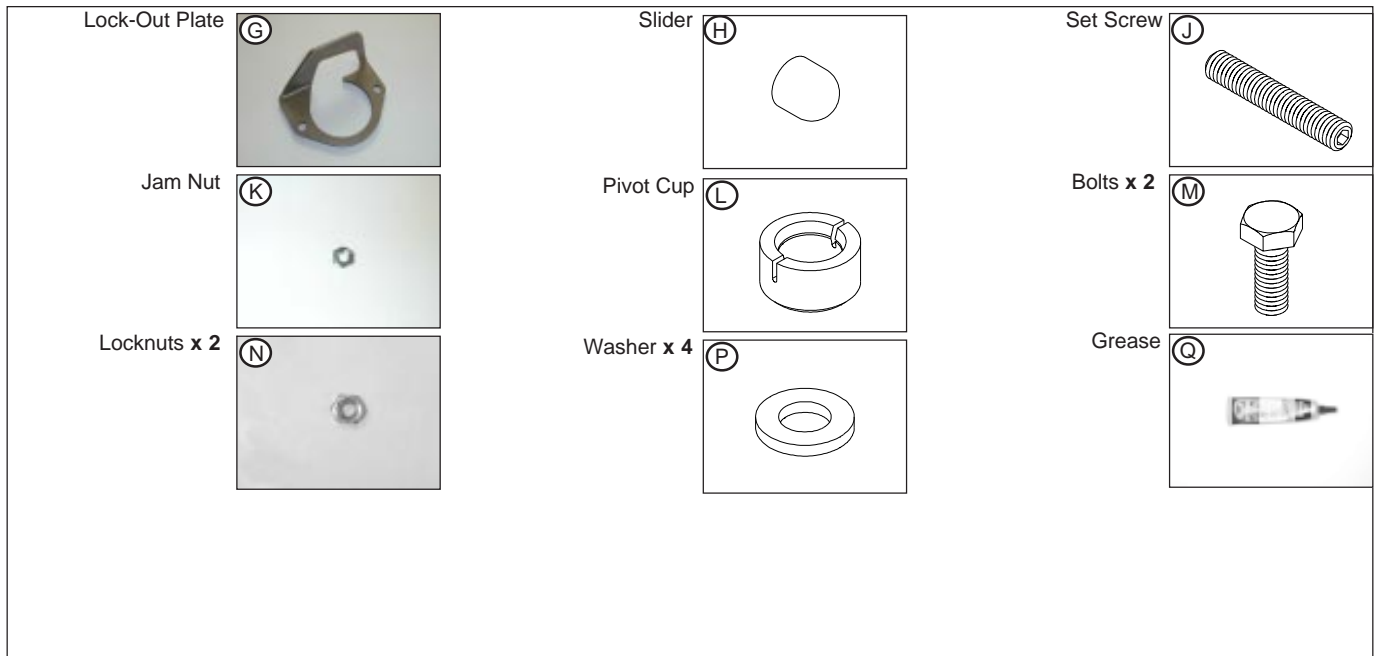 Lock-Out Plate
G
Slider
H
Set Screw
J
Jam Nut
K
Pivot Cup
L
Bolts x 2
M
Locknuts x 2
N
Washer x 4
P
Grease
Q